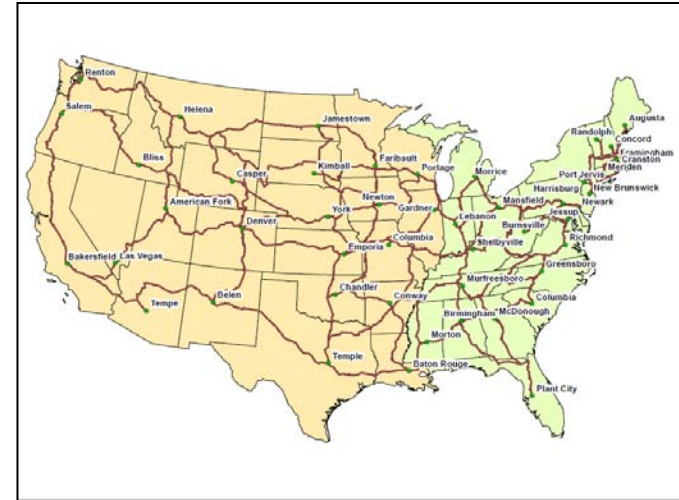 Renton
Augusta
Salem
Helena
Jamestown
Randolph
Concord
Framingham
Cranston
Bliss
Casper
Kimball
Faribault
Portage
Morrice
Port Jervis
Meriden
Harrisburg
New Brunswick
American Fork
York
Newton
Gardner
Mansfield
Newark
Lebanon
Burnsville
Jessup
Denver
Emporia
Columbia
Shelbyville
Richmond
Bakersfield
Las Vegas
Greensboro
Murfreesboro
Tempe
Belen
Chandler
Conway
Columbia
Birmingham
McDonough
Morton
Temple
Baton Rouge
Plant City